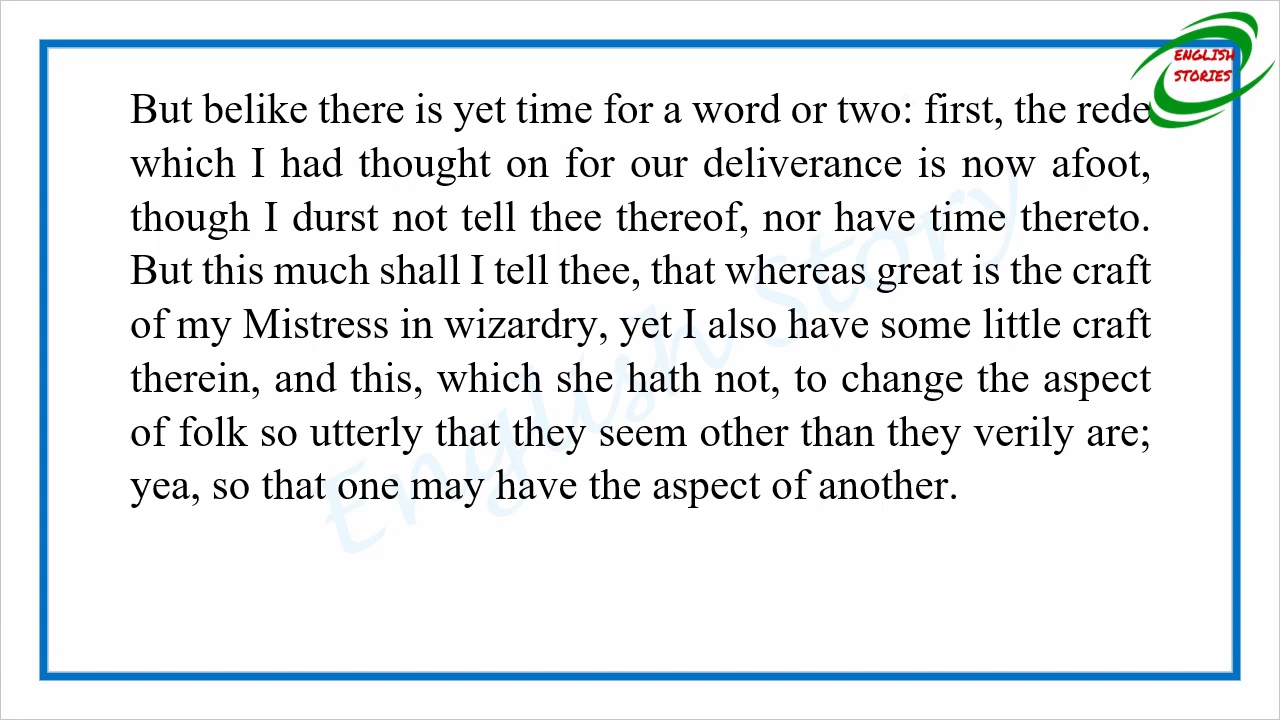 ENGLISH
STORIES
But belike there is yet time for a word or two: first, the rede
which I had thought on for our deliverance is now afoot,
though I durst not tell thee thereof, nor have time thereto.
But this much shall I tell thee, that whereas great is the craft
of my Mistress in wizardry, yet I also have some little craft
therein, and this, which she hath not, to change the aspect
of folk so utterly that they seem other than they verily are;
yea, so that one may have the aspect of another.
English Story